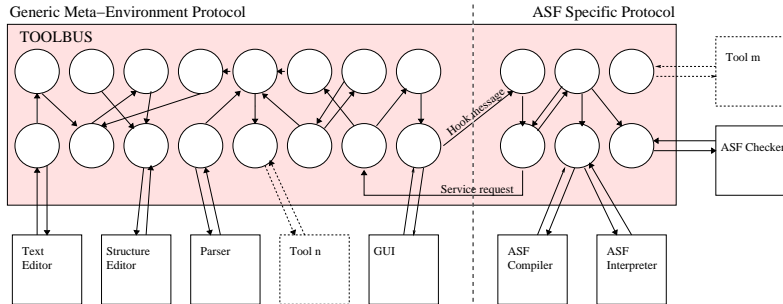 Generic Meta−Environment Protocol
ASF Specific Protocol
TOOLBUS
Tool m
Hook message
ASF Checker
Service request
Text
Editor
Structure
Editor
Parser
Tool n
GUI
ASF
Compiler
ASF
Interpreter